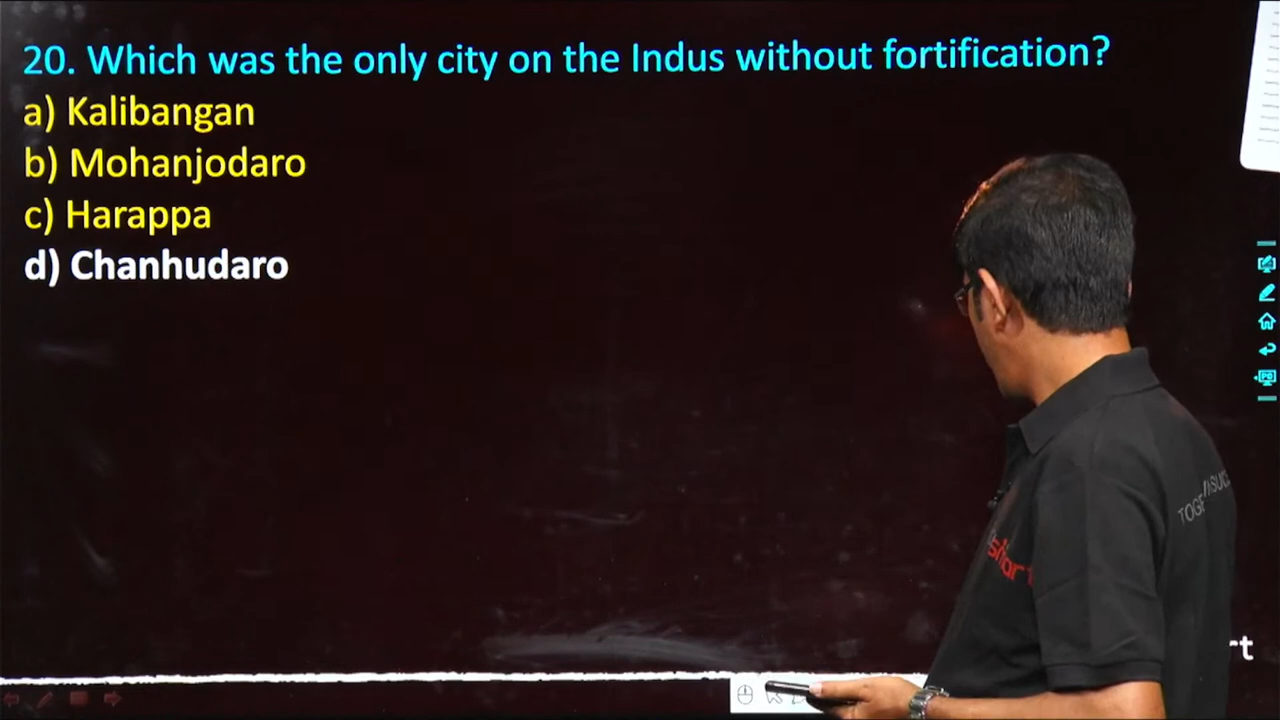 20. Which was the only city on the Indus without fortification?
a) Kalibangan
b) Mohanjodaro
c) Harappa
d) Chanhudaro